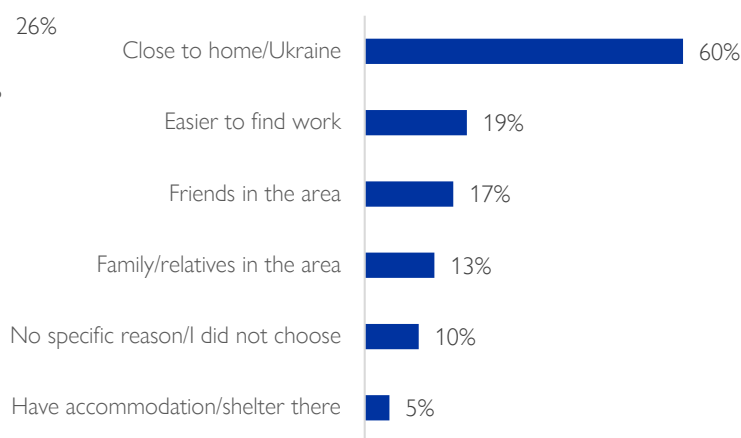 26%
Close to home/Ukraine 60%
Easier to find work 19%
Friends in the area 17%
Family/relatives in the area 13%
No specific reason/I did not choose 10%
Have accommodation/shelter there 5%